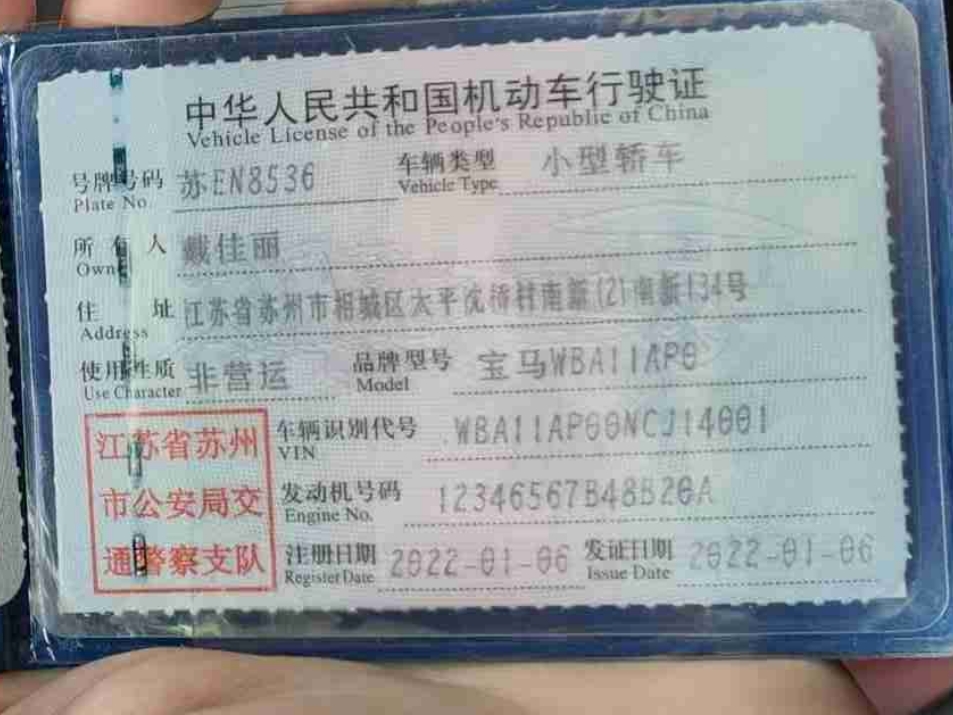 中华人民共和国机动车行驶证
Vehicle License of the People's Republic of China
号牌号码 苏EN8536 车辆类型 小型轿车
Plate No. Vehicle Type
所有人 戴佳丽
Owner
住址 江苏省苏州市相城区太平沈桥村南新(2)南新134号
Address
使用性质 非营运 品牌型号 宝马WBA11AP0
Use Character Model
江苏省苏州 车辆识别代号 WBA11AP00NCJ14001
VIN
市公安局交 发动机号码 12346567B48B20A
Engine No.
通警察支队 注册日期 2022-01-06 发证日期 2022-01-06
Register Date Issue Date